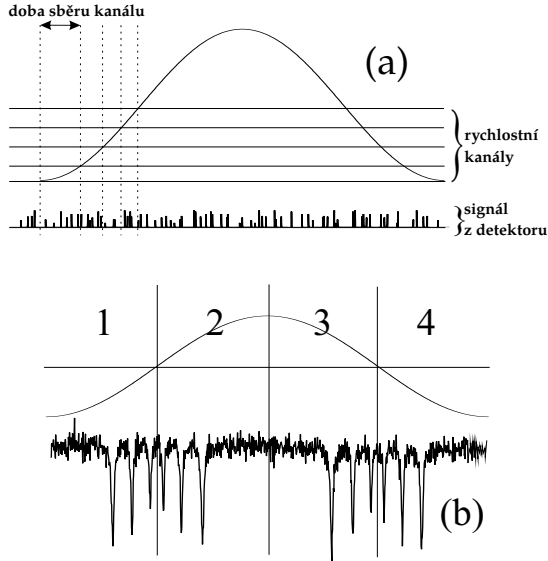 doba sběru kanálu
(a)
rychlostní
kanály
signál
z detektoru
1 2 3 4
(b)